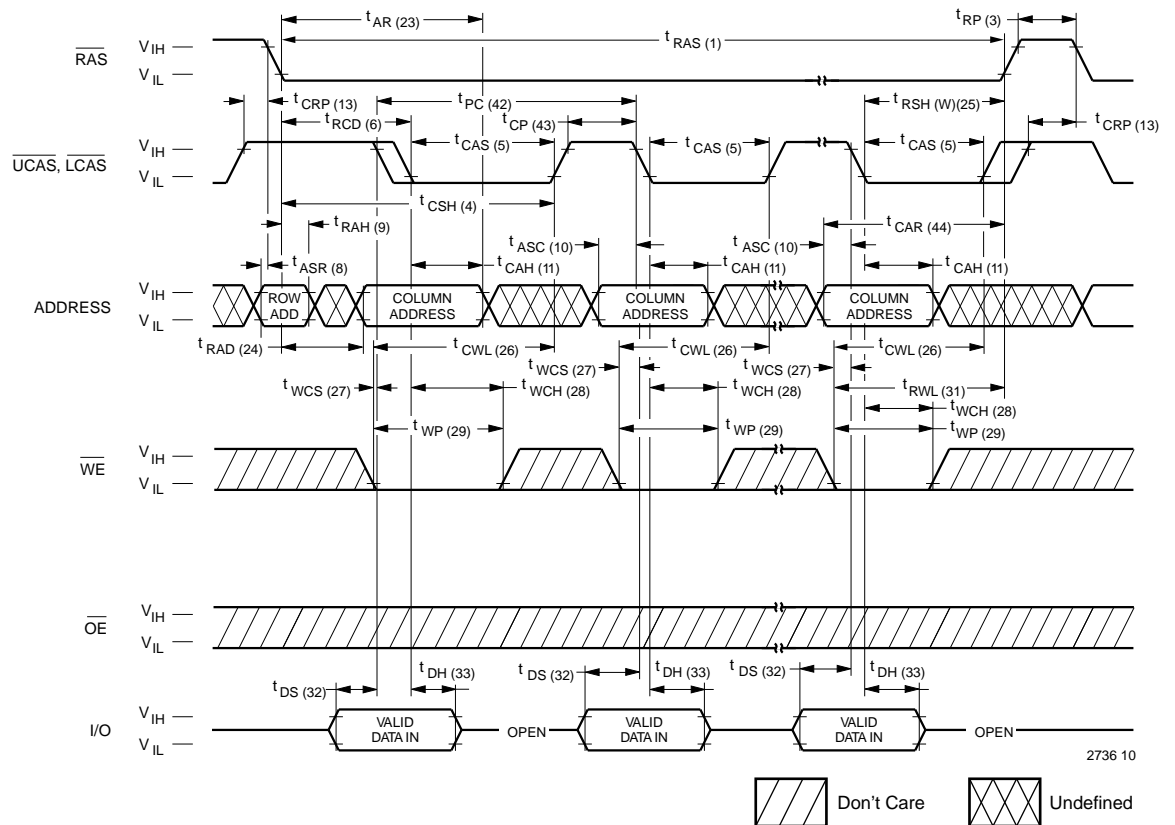 t AR (23)
t RP (3)
t RAS (1)
RAS
V IH
V IL
t CRP (13)
t PC (42)
t RSH (W)(25)
t RCD (6)
t CP (43)
t CRP (13)
UCAS, LCAS
V IH
V IL
t CAS (5)
t CAS (5)
t CAS (5)
t CSH (4)
t RAH (9)
t CAR (44)
t ASC (10)
t ASC (10)
t ASR (8)
t CAH (11)
t CAH (11)
t CAH (11)
ADDRESS
V IH
V IL
ROW
ADD
COLUMN
ADDRESS
COLUMN
ADDRESS
COLUMN
ADDRESS
t RAD (24)
t CWL (26)
t CWL (26)
t CWL (26)
t WCS (27)
t WCS (27)
t WCS (27)
t WCH (28)
t WCH (28)
t RWL (31)
t WCH (28)
t WP (29)
t WP (29)
t WP (29)
WE
V IH
V IL
OE
V IH
V IL
t DS (32)
t DH (33)
t DS (32)
t DH (33)
t DS (32)
t DH (33)
I/O
V IH
V IL
VALID
DATA IN
OPEN
VALID
DATA IN
VALID
DATA IN
OPEN
2736 10
Don't Care
Undefined